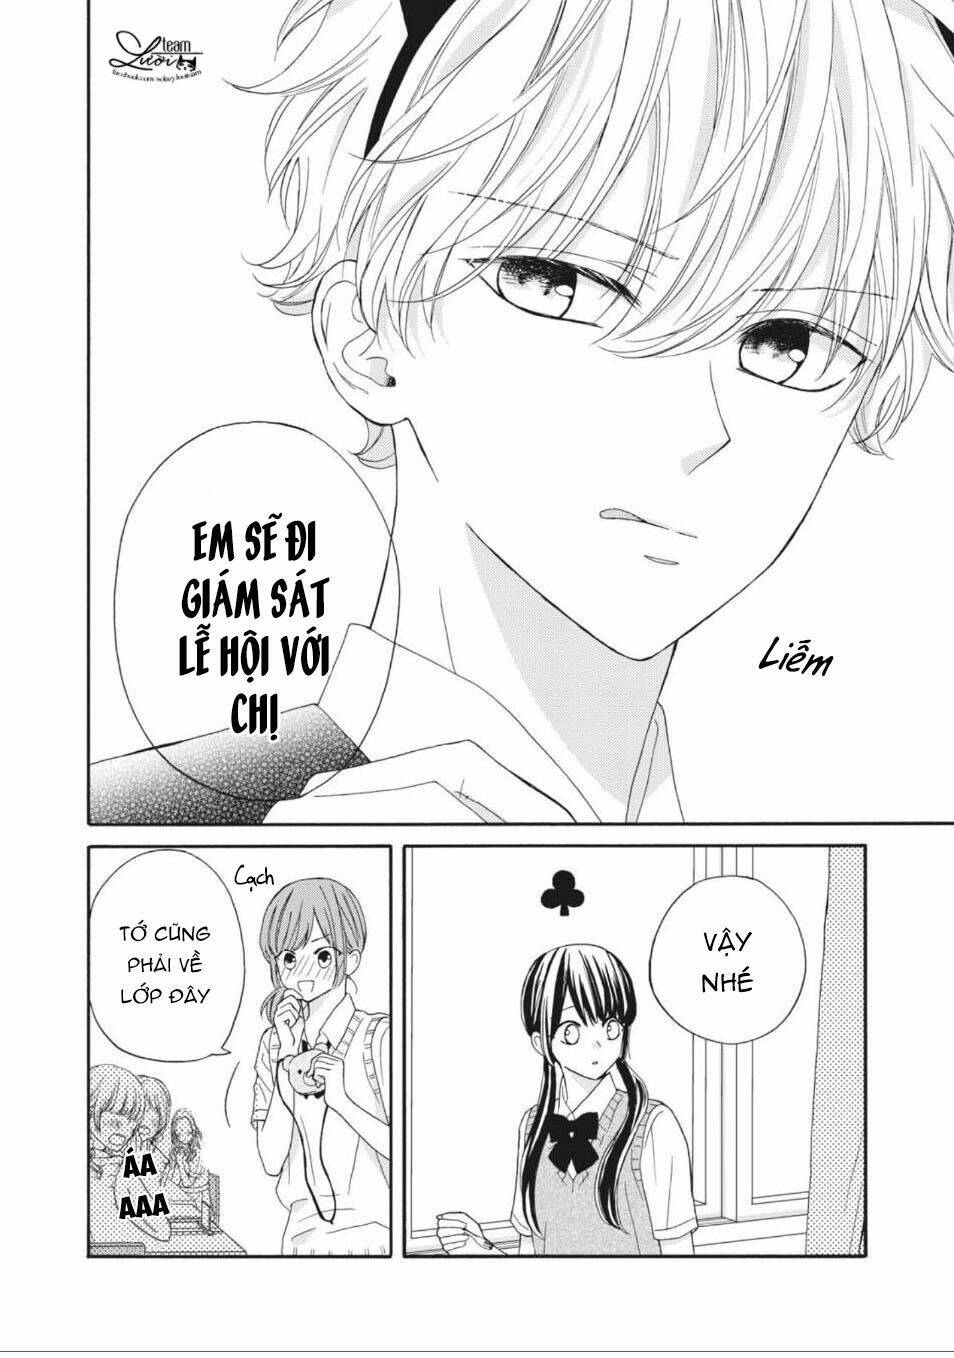 team
Lười
EM SẼ ĐI
GIÁM SÁT
LỄ HỘI VỚI
CHỊ
Liễm
VẬY
NHÉ
Cạch
TỚ CŨNG
PHẢI VỀ
LỚP ĐÂY
ÁA
AAA